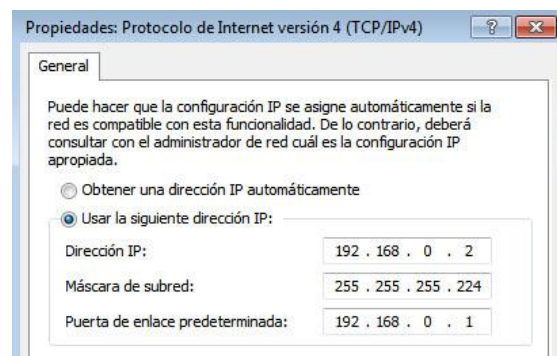 Propiedades: Protocolo de Internet versión 4 (TCP/IPv4)
General
Puede hacer que la configuración IP se asigne automáticamente si la
red es compatible con esta funcionalidad. De lo contrario, deberá
consultar con el administrador de red cuál es la configuración IP
apropiada.
Obtener una dirección IP automáticamente
Usar la siguiente dirección IP:
Dirección IP: 192 . 168 . 0 . 2
Máscara de subred: 255 . 255 . 255 . 224
Puerta de enlace predeterminada: 192 . 168 . 0 . 1